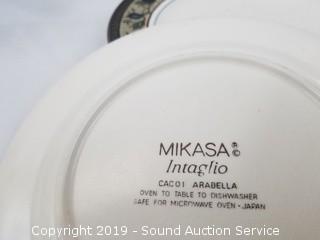 MIKASA®©
Intaglio
CAC01 ARABELLA
OVEN TO TABLE TO DISHWASHER
SAFE FOR MICROWAVE OVEN - JAPAN
Copyright 2019 - Sound Auction Service